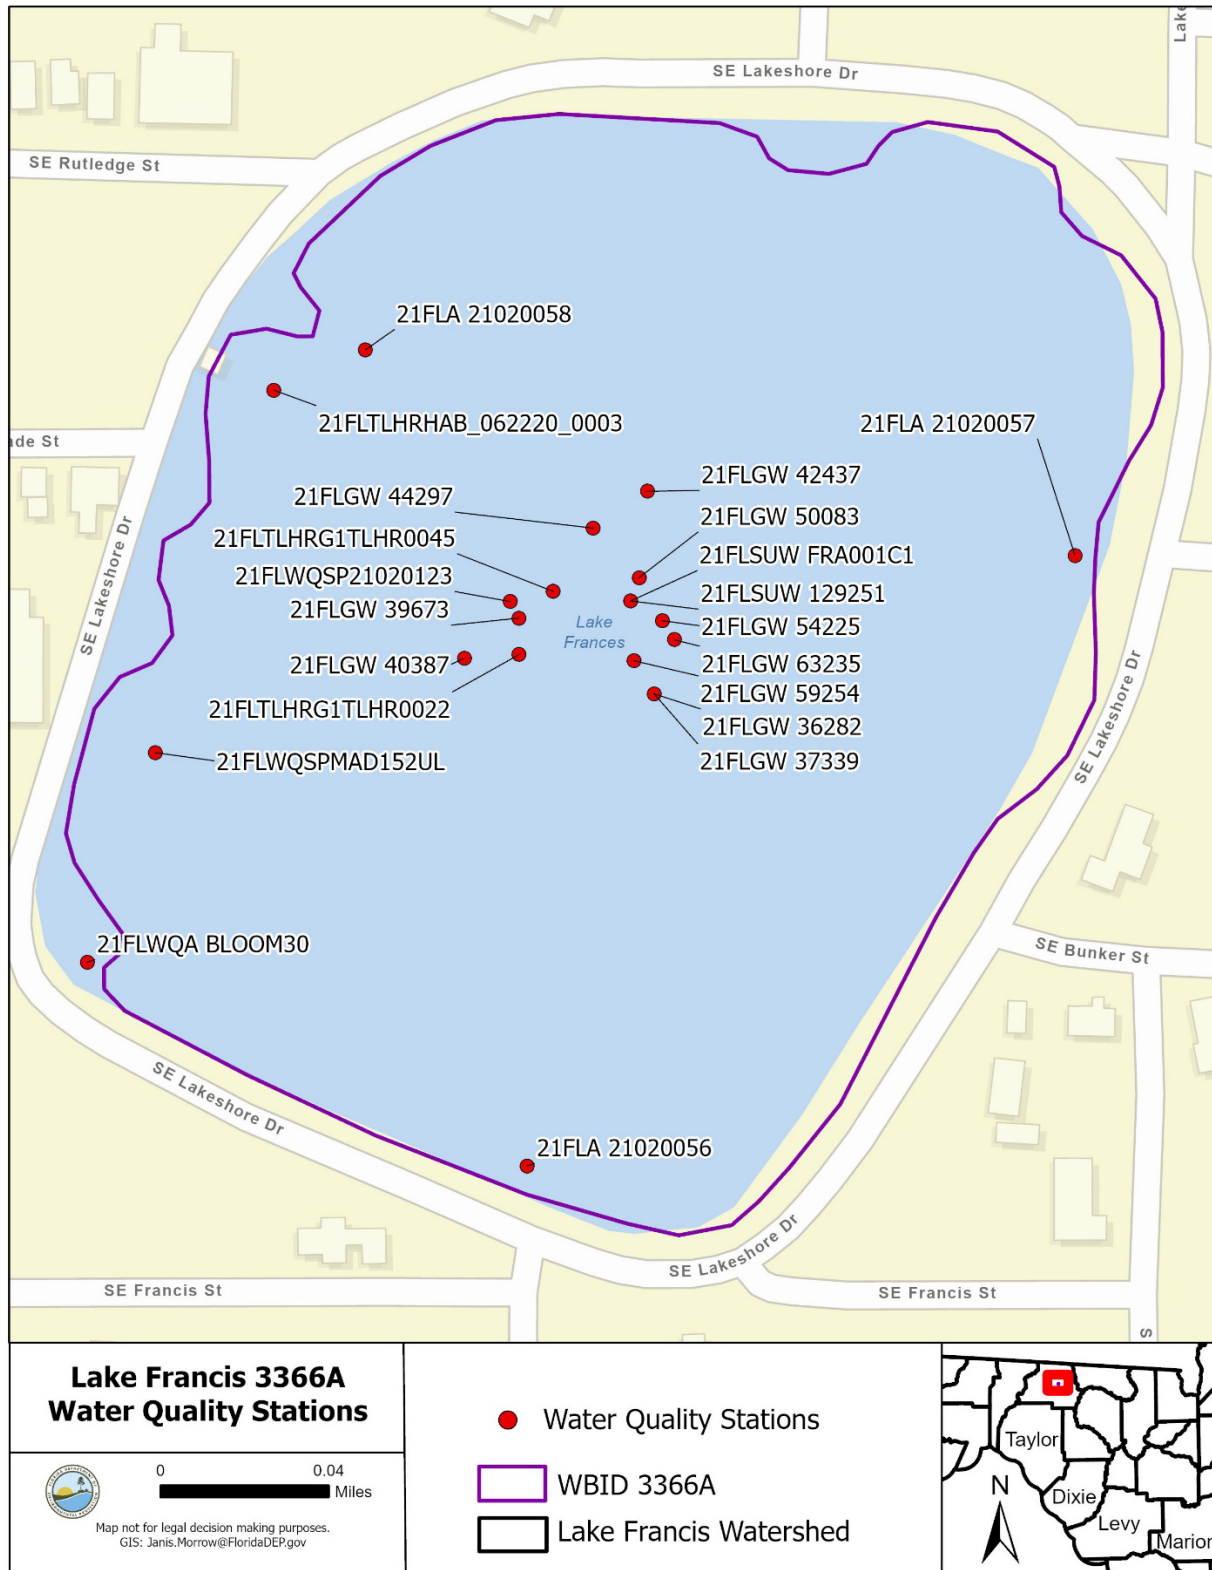 Lake
SE Lakeshore Dr
SE Rutledge St
21FLA 21020058
21FLTLHRHAB_062220_0003
21FLA 21020057
ade St
21FLGW 42437
21FLGW 44297
21FLGW 50083
21FLTLHRG1TLHR0045
21FLSUW FRA001C1
21FLWQSP21020123
21FLSUW 129251
21FLGW 39673
21FLGW 54225
Lake
Frances
21FLGW 40387
21FLGW 63235
21FLGW 59254
21FLTLHRG1TLHR0022
21FLGW 36282
21FLGW 37339
SE Lakeshore Dr
SE Lakeshore Dr
21FLWQSPMAD152UL
21FLWQA BLOOM30
SE Bunker St
SE Lakeshore Dr
21FLA 21020056
SE Lakeshore Dr
SE Francis St
SE Francis St
S
Lake Francis 3366A
Water Quality Stations
0 0.04
Miles
Map not for legal decision making purposes.
GIS: Janis.Morrow@FloridaDEP.gov
Water Quality Stations
WBID 3366A
Lake Francis Watershed
N
Taylor
Dixie
Levy
Marion